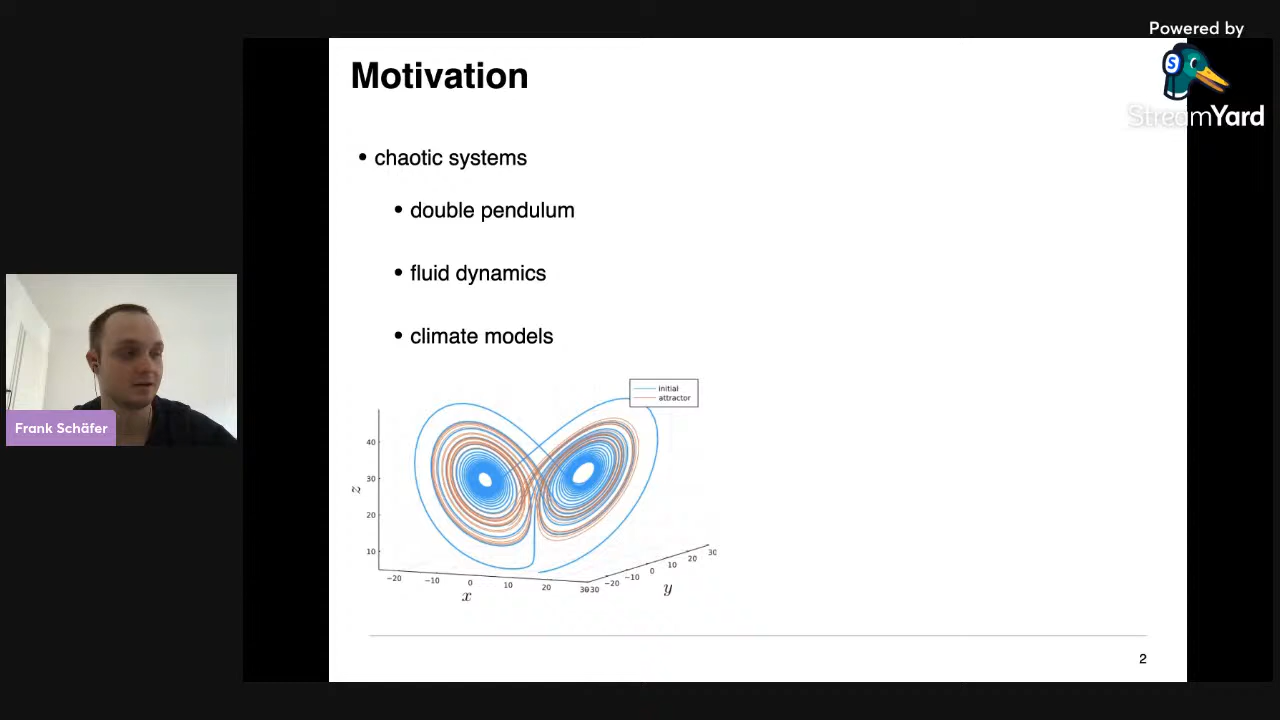 Powered by
StreamYard
Motivation
• chaotic systems
• double pendulum
• fluid dynamics
• climate models
initial
attractor
40
30
20
10
z
−20
−10
0
10
20
30
x
30
−20
−10
0
10
20
30
y
Frank Schäfer
2